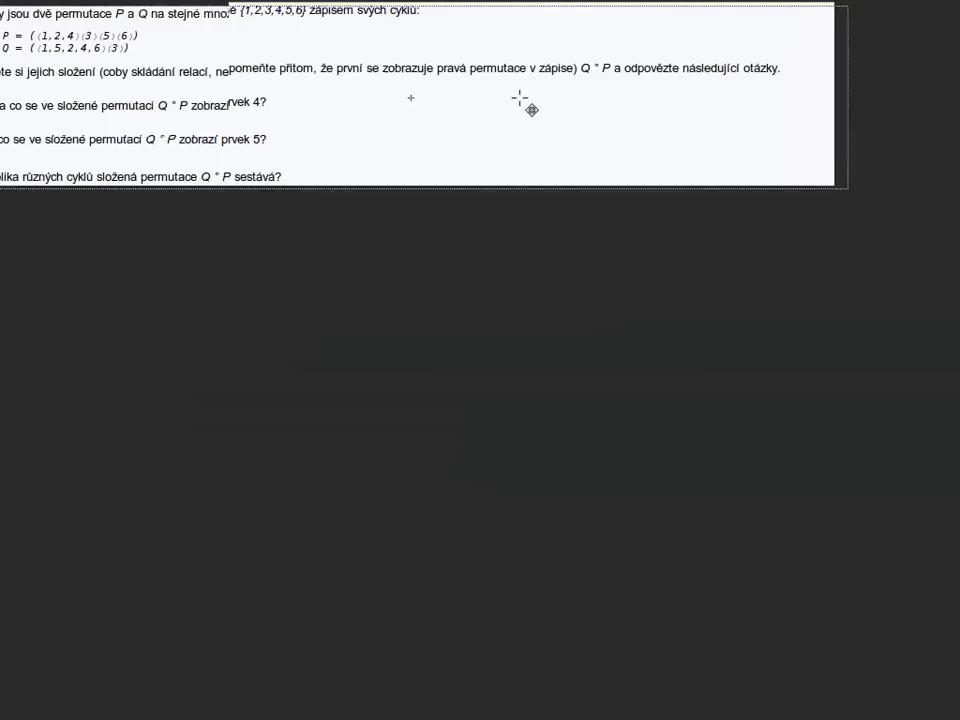 y jsou dvě permutace P a Q na stejné mno é {1,2,3,4,5,6} zápisem svých cyklů:
P = ((1,2,4)(3)(5)(6))
Q = ((1,5,2,4,6)(3))
te si jejich složení (coby skládání relací, ne pomeňte přitom, že první se zobrazuje pravá permutace v zápise) Q ° P a odpovězte následující otázky.
a co se ve složené permutaci Q ° P zobrazí rvek 4?
co se ve složené permutaci Q ° P zobrazí prvek 5?
lika různých cyklů složená permutace Q ° P sestává?